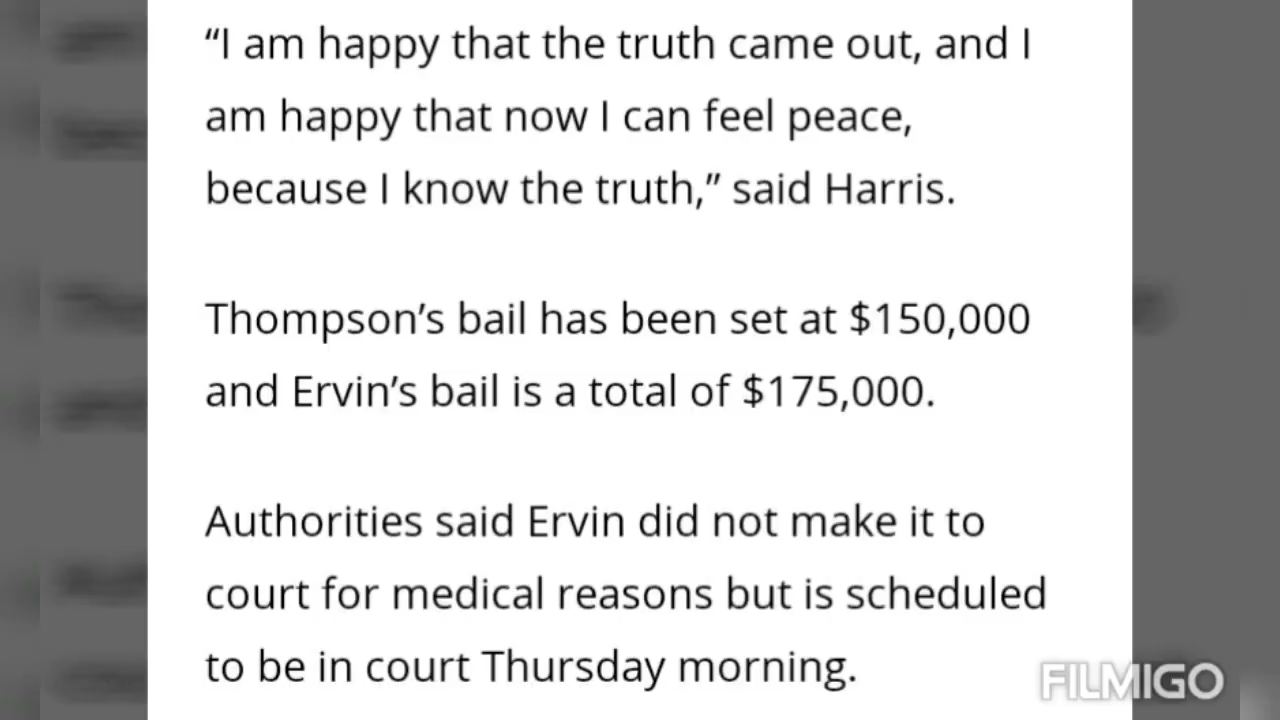 “I am happy that the truth came out, and I
am happy that now I can feel peace,
because I know the truth,” said Harris.
Thompson’s bail has been set at $150,000
and Ervin’s bail is a total of $175,000.
Authorities said Ervin did not make it to
court for medical reasons but is scheduled
to be in court Thursday morning.
FILMIGO